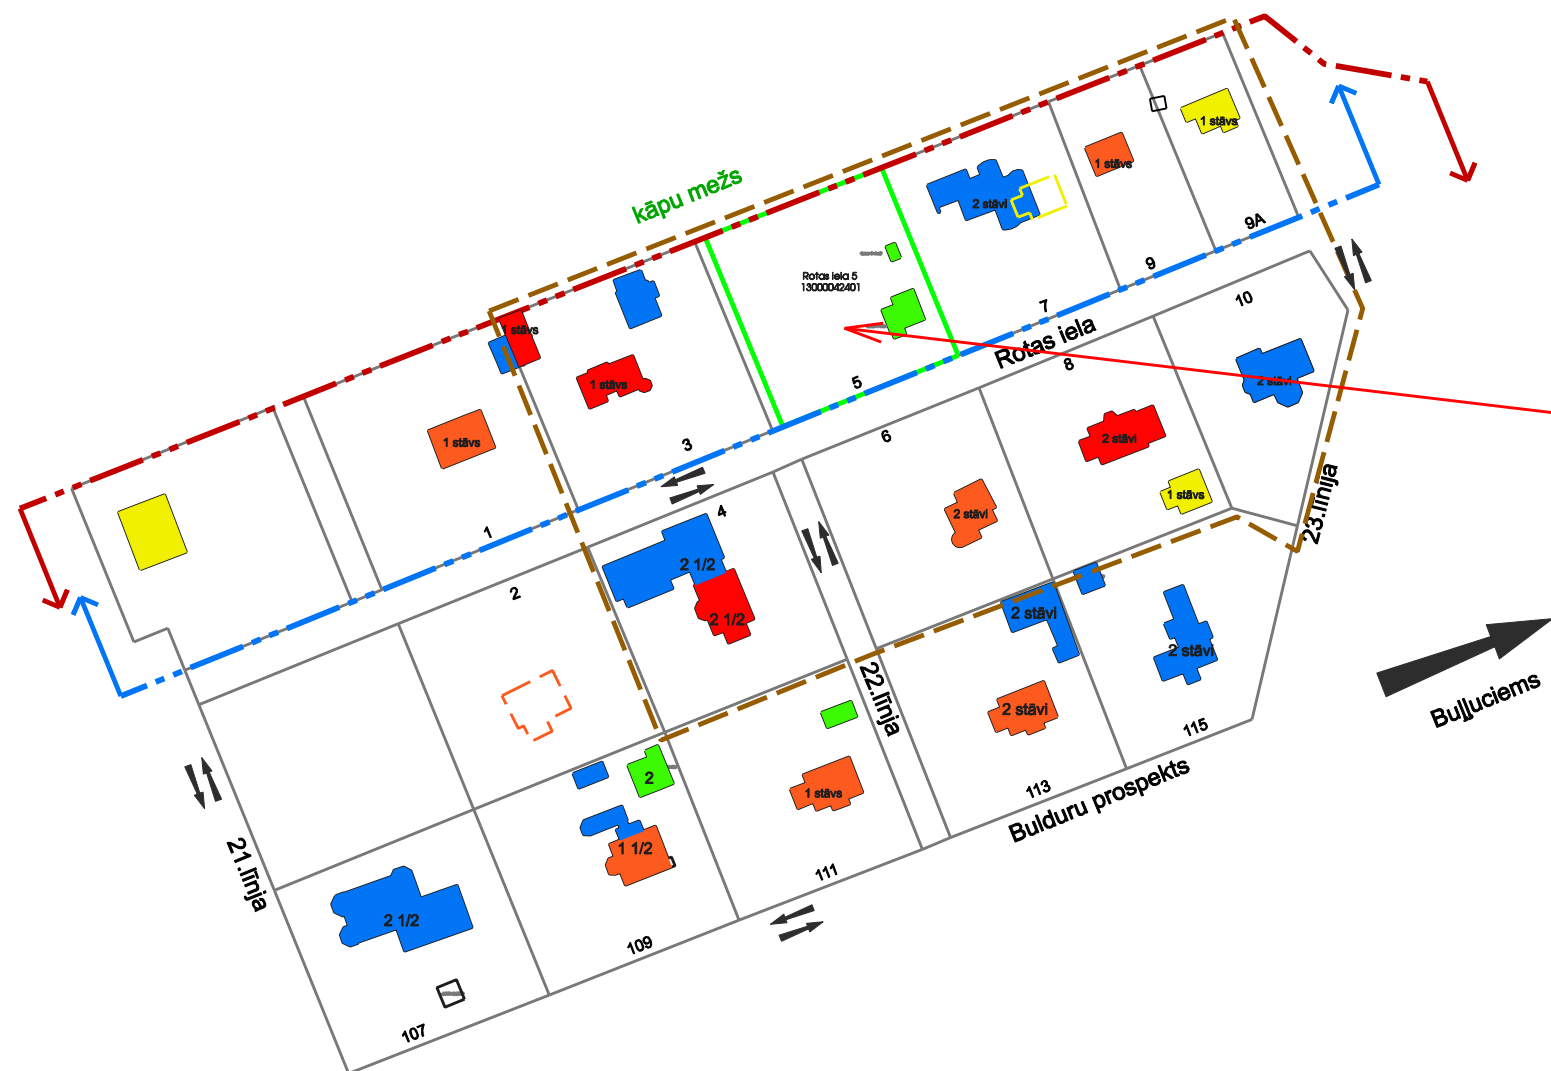 kāpu mežs
1 stāvs
1 stāvs
9A
2 stāvi
9
Rotas iela 5
13000042401
7
10
Rotas iela
1 stāvs
8
5
2 stāvi
1 stāvs
3
6
1 stāvs
2 stāvi
1 stāvs
23.līnija
1
4
2 stāvi
2 1/2
2
2 1/2
2 stāvi
2 stāvi
22.līnja
2 stāvi
115
Buļļuciems
2
1 stāvs
113
Bulduru prospekts
21.līnja
1 1/2
111
2 1/2
109
107